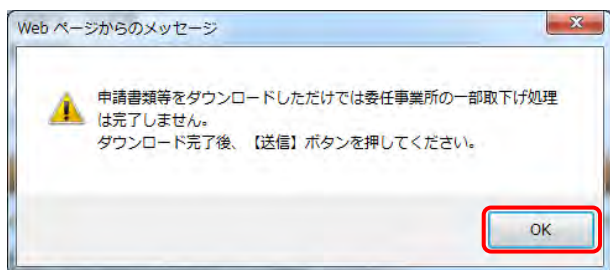 Web ページからのメッセージ
申請書類等をダウンロードしただけでは委任事業所の一部取下げ処理
は完了しません。
ダウンロード完了後、【送信】ボタンを押してください。
OK